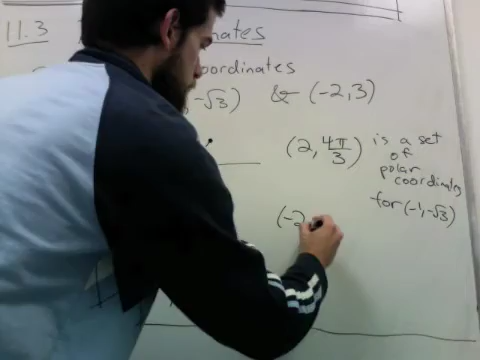 11.3
nates
oordinates
, -√3) & (-2,3)
(2, 4π/3) is a set
of
polar
coordinates
for (-1,-√3)
(-2